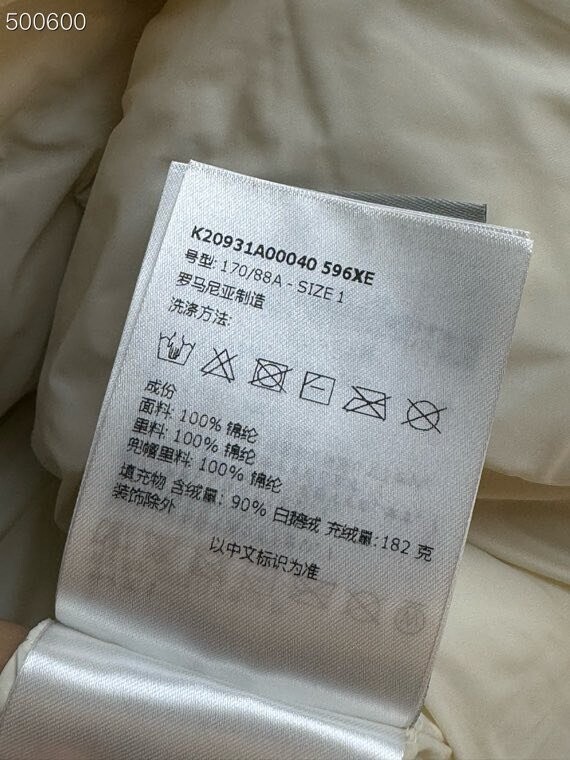 500600
K20931A00040 596XE
号型: 170/88A - SIZE 1
罗马尼亚制造
洗涤方法:
成份
面料: 100% 锦纶
里料: 100% 锦纶
兜帽里料: 100% 锦纶
填充物 含绒量: 90% 白鹅绒 充绒量:182 克
装饰除外
以中文标识为准